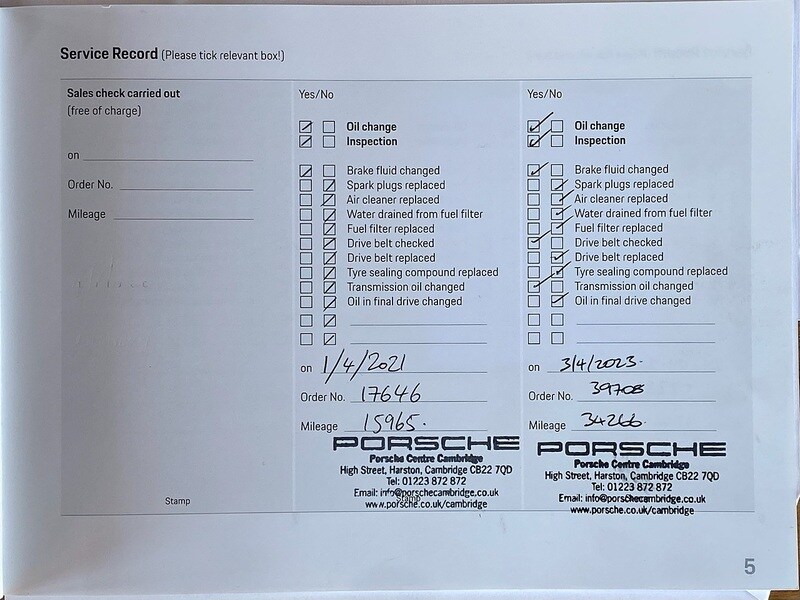 Service Record (Please tick relevant box!)
Sales check carried out
(free of charge)
on
Order No.
Mileage
Stamp
Yes/No
Oil change
Inspection
Brake fluid changed
Spark plugs replaced
Air cleaner replaced
Water drained from fuel filter
Fuel filter replaced
Drive belt checked
Drive belt replaced
Tyre sealing compound replaced
Transmission oil changed
Oil in final drive changed
on 1/4/2021
Order No. 17646
Mileage 15965.
PORSCHE
Porsche Centre Cambridge
High Street, Harston, Cambridge CB22 7QD
Tel: 01223 872 872
Email: info@porschecambridge.co.uk
Stamp
www.porsche.co.uk/cambridge
Yes/No
Oil change
Inspection
Brake fluid changed
Spark plugs replaced
Air cleaner replaced
Water drained from fuel filter
Fuel filter replaced
Drive belt checked
Drive belt replaced
Tyre sealing compound replaced
Transmission oil changed
Oil in final drive changed
on 3/4/2023.
Order No. 39708
Mileage 34266.
PORSCHE
Porsche Centre Cambridge
High Street, Harston, Cambridge CB22 7QD
Tel: 01223 872 872
Email: info@porschecambridge.co.uk
www.porsche.co.uk/cambridge
5